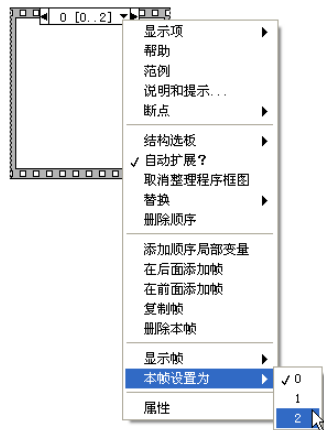 0 [0..2]
显示项
帮助
范例
说明和提示...
断点
结构选板
✓ 自动扩展?
取消整理程序框图
替换
删除顺序
添加顺序局部变量
在后面添加帧
在前面添加帧
复制帧
删除本帧
显示帧
本帧设置为
✓ 0
1
2
属性